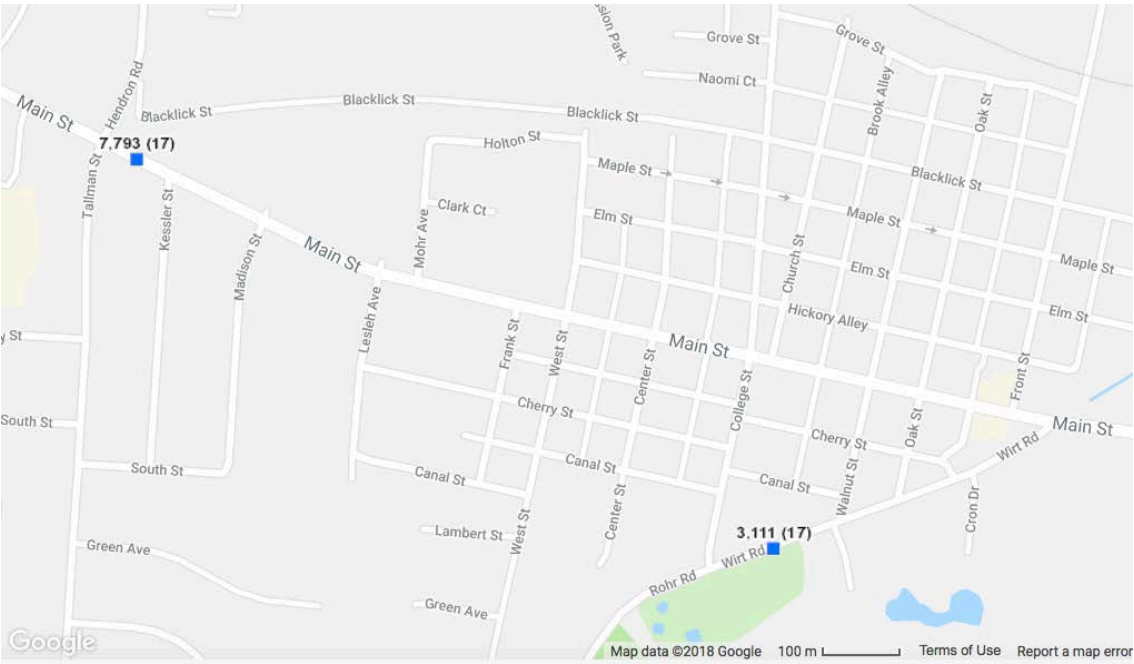 ssion Park
Grove St
Grove St
Naomi Ct
Brook Alley
Oak St
Hendron Rd
Main St
Blacklick St
Blacklick St
Blacklick St
7,793 (17)
Holton St
Maple St
Blacklick St
Tallman St
Kessler St
Clark Ct
Elm St
Maple St
Mohr Ave
Madison St
Main St
Church St
Elm St
Maple St
Lesleh Ave
Hickory Alley
Elm St
y St
Frank St
West St
Center St
Main St
Front St
College St
South St
Cherry St
Cherry St
Oak St
Main St
Wirt Rd
South St
Canal St
Canal St
Canal St
Walnut St
Center St
Cron Dr
Lambert St
West St
3,111 (17)
Green Ave
Wirt Rd
Rohr Rd
Green Ave
Google
Map data ©2018 Google 100 m Terms of Use Report a map error